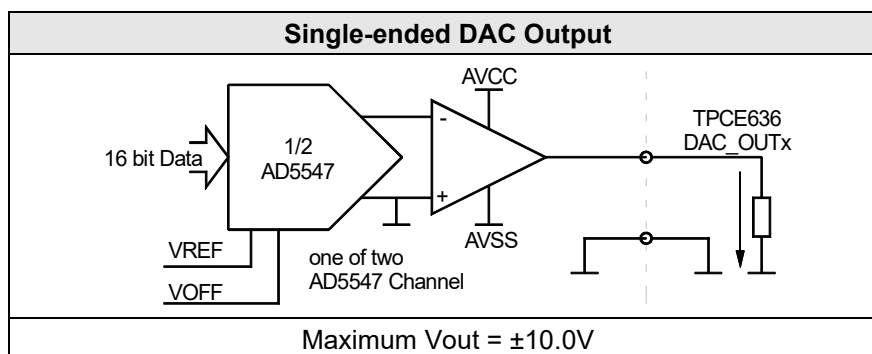 Single-ended DAC Output
AVCC
TPCE636
DAC_OUTx
-
1/2
AD5547
16 bit Data
+
AVSS
VREF
one of two
AD5547 Channel
VOFF
Maximum Vout = ±10.0V